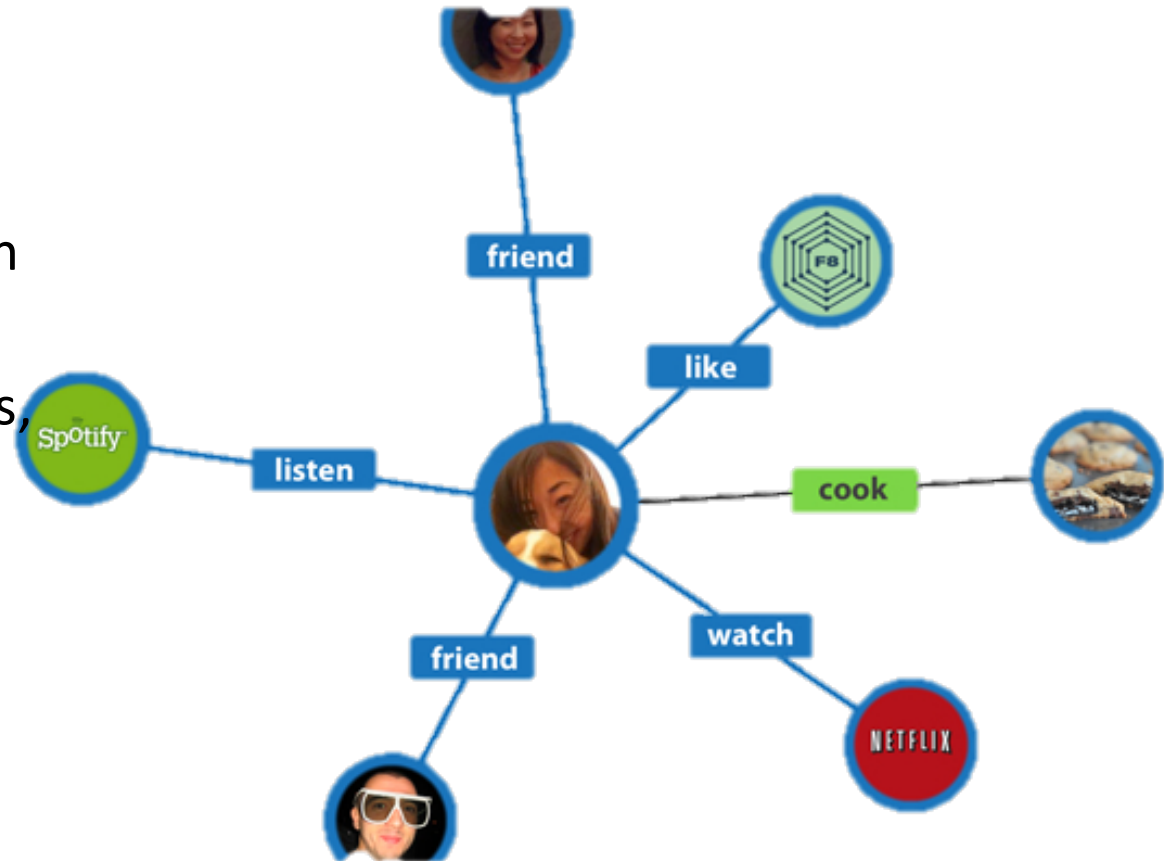 friend
n
F8
like
s,
Spotify
listen
cook
watch
friend
NETFLIX